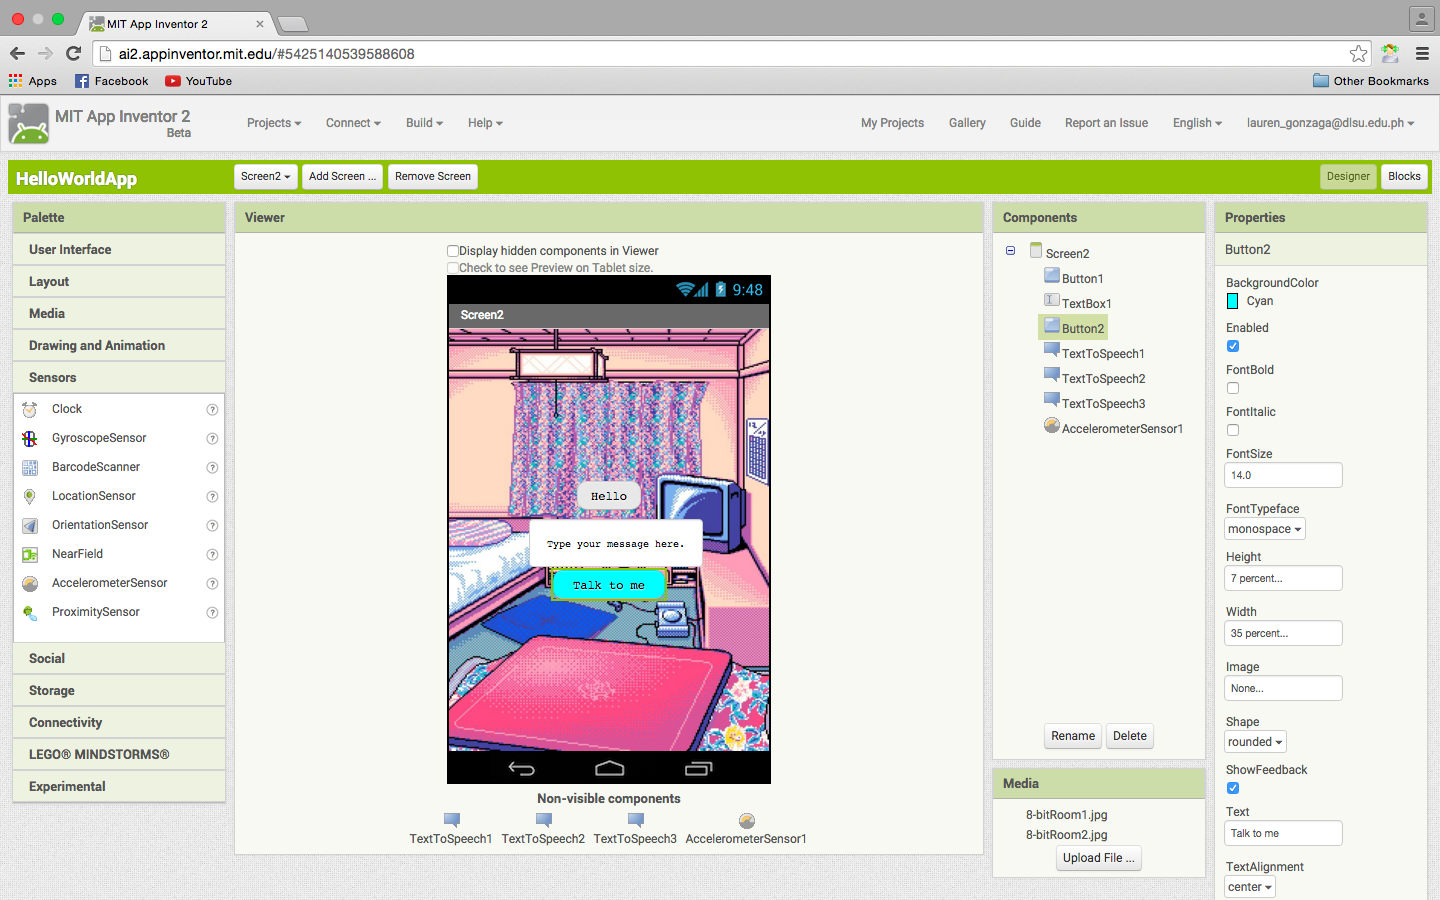 MIT App Inventor 2
ai2.appinventor.mit.edu/#5425140539588608
Apps Facebook YouTube Other Bookmarks
MIT App Inventor 2
Beta
Projects Connect Build Help My Projects Gallery Guide Report an Issue English lauren_gonzaga@dlsu.edu.ph
HelloWorldApp Screen2 Add Screen ... Remove Screen Designer Blocks
Palette
User Interface
Layout
Media
Drawing and Animation
Sensors
Clock ?
GyroscopeSensor ?
BarcodeScanner ?
LocationSensor ?
OrientationSensor ?
NearField ?
AccelerometerSensor ?
ProximitySensor ?
Social
Storage
Connectivity
LEGO® MINDSTORMS®
Experimental
Viewer
Display hidden components in Viewer
Check to see Preview on Tablet size.
9:48
Screen2
Hello
Type your message here.
Talk to me
Non-visible components
TextToSpeech1 TextToSpeech2 TextToSpeech3 AccelerometerSensor1
Components
Screen2
Button1
TextBox1
Button2
TextToSpeech1
TextToSpeech2
TextToSpeech3
AccelerometerSensor1
Rename Delete
Media
8-bitRoom1.jpg
8-bitRoom2.jpg
Upload File ...
Properties
Button2
BackgroundColor
Cyan
Enabled
FontBold
FontItalic
FontSize
14.0
FontTypeface
monospace
Height
7 percent...
Width
35 percent...
Image
None...
Shape
rounded
ShowFeedback
Text
Talk to me
TextAlignment
center